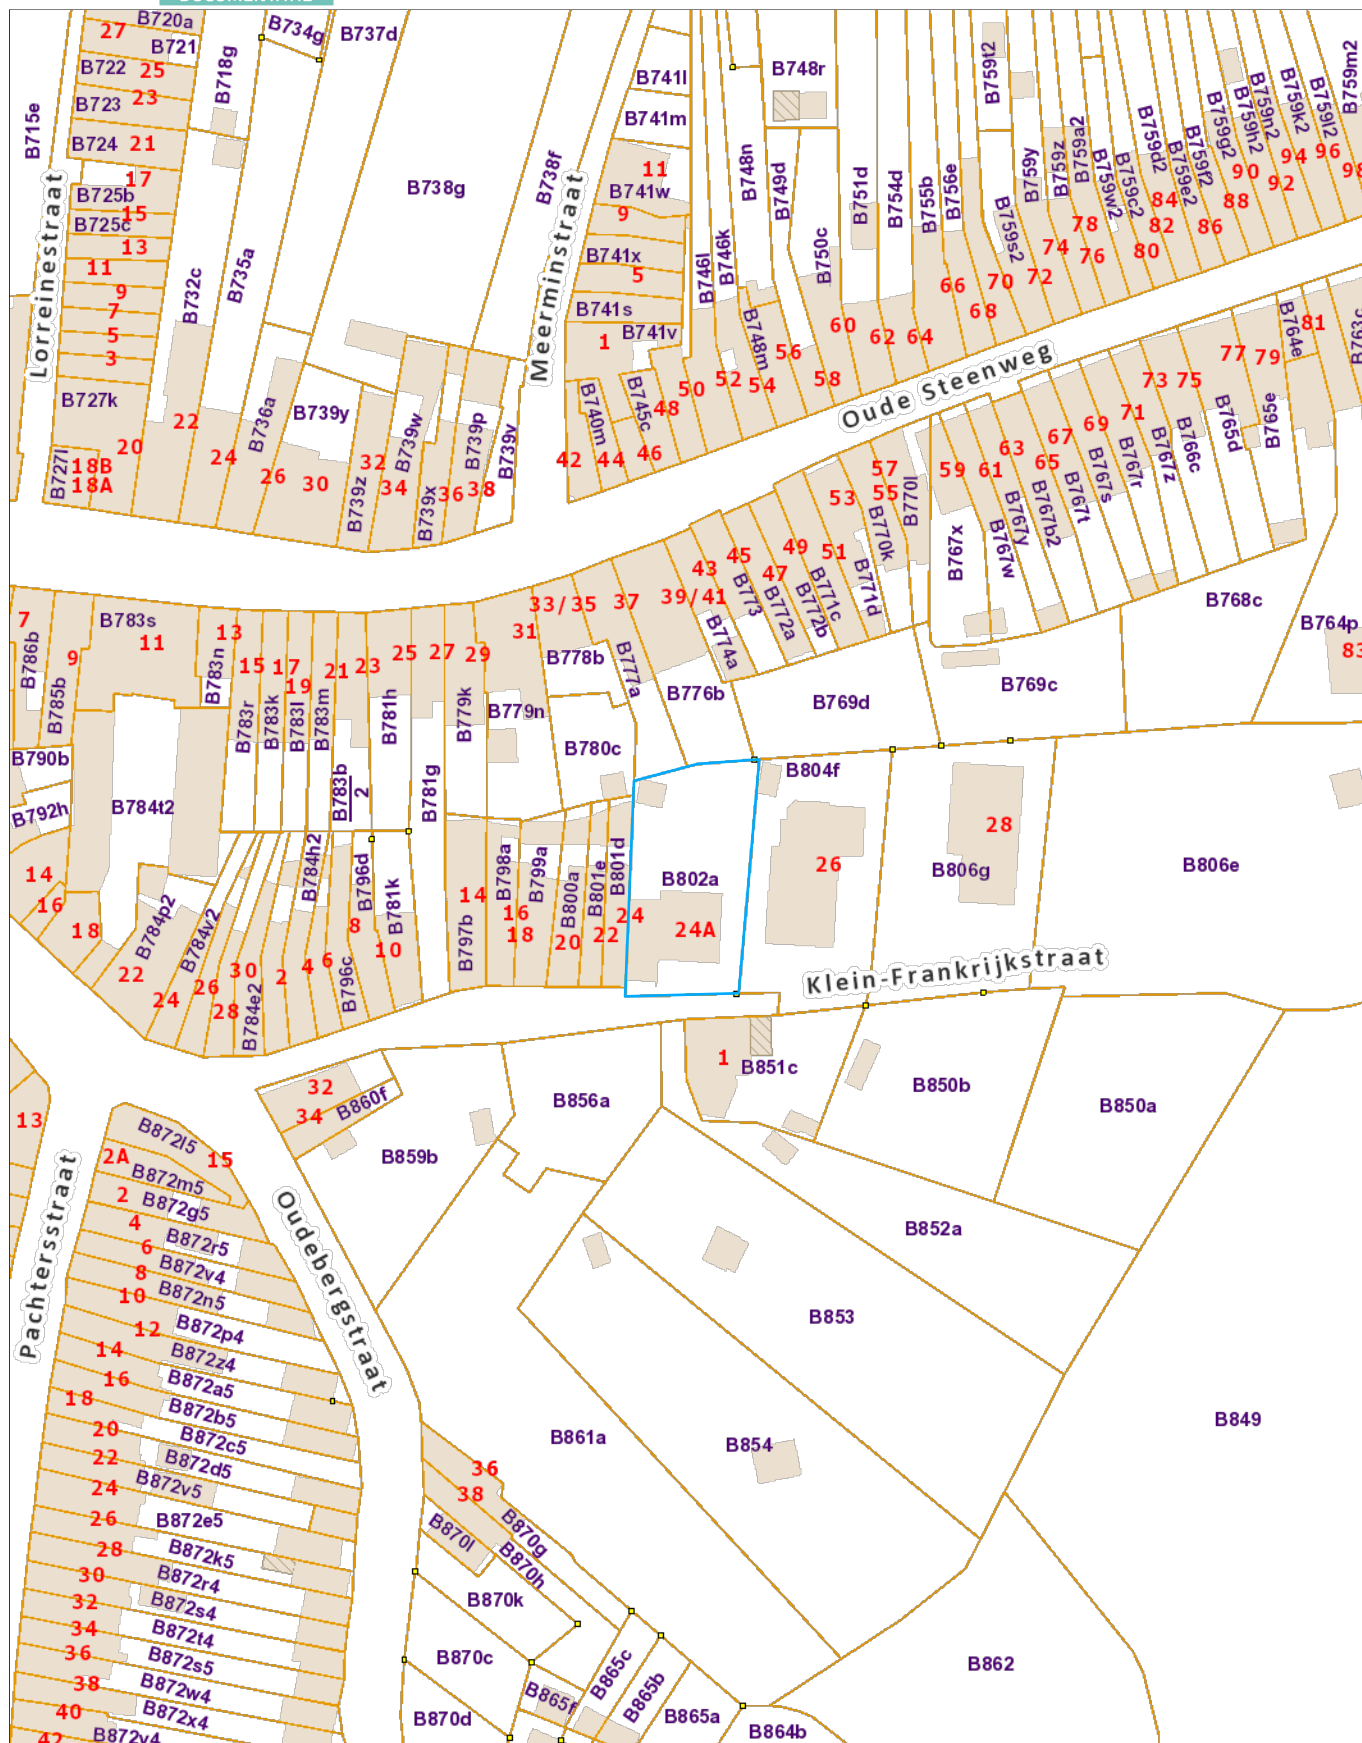 B720a
27
B721
B722
25
B723
23
B724
21
17
B725b
15
B725c
13
11
9
7
5
3
B727k
20
B727l
18B
18A
B715e
Lorreinestraat
B718g
B734g
B737d
B732c
B735a
B738g
B738f
Meerminstraat
22
24
B736a
26
30
B739y
32
B739z
34
B739w
B739x
36
B739p
38
B739v
B741l
B741m
11
B741w
9
B741x
5
B741s
B741v
1
B740m
B745c
42
44
46
48
50
52
54
B746l
B746k
B748n
B748r
B749d
B748m
56
58
B750c
60
B751d
62
B754d
64
B755b
B756e
66
68
B759t2
B759s2
70
72
B759y
74
B759z
B759a2
78
76
B759w2
B759c2
80
82
84
B759d2
B759e2
B759f2
86
88
B759g2
B759h2
90
B759n2
92
94
B759k2
96
B759l2
B759m2
98
Oude Steenweg
81
B764e
B763c
77
79
B765e
B765d
73
75
B766c
B767z
71
B767r
69
B767s
67
65
B767t
63
B767b2
61
B767y
59
B767w
B767x
57
55
53
B770l
B770k
51
49
B771d
B771c
47
B772b
45
B772a
43
B773
39/41
B774a
37
33/35
31
B768c
B764p
83
B769c
B769d
B776b
B777a
B778b
B780c
B779n
7
B786b
9
B785b
B783s
11
13
B783n
15
B783r
17
B783k
19
B783l
21
B783m
23
25
B781h
27
29
B779k
B781g
B783b
2
B790b
B792h
B784t2
14
16
18
B784p2
22
24
B784v2
26
28
30
B784e2
2
B784h2
4
6
B796c
8
B796d
10
B781k
14
B797b
B798a
16
18
B799a
B800a
20
B801e
22
B801d
24
B802a
24A
B804f
26
B806g
28
B806e
Klein-Frankrijkstraat
1
B851c
B850b
B850a
B856a
32
34
B860f
B859b
B852a
B853
B854
B861a
B849
B862
13
Pachtersstraat
Oudebergstraat
B872l5
15
2A
B872m5
2
B872g5
4
B872r5
6
B872v4
8
B872n5
10
B872p4
12
B872z4
14
B872a5
16
B872b5
18
B872c5
20
B872d5
22
B872v5
24
B872e5
26
B872k5
28
B872r4
30
B872s4
32
B872t4
34
B872s5
36
B872w4
38
B872x4
40
B872y4
42
36
38
B870g
B870h
B870l
B870k
B870c
B870d
B865f
B865c
B865b
B865a
B864b